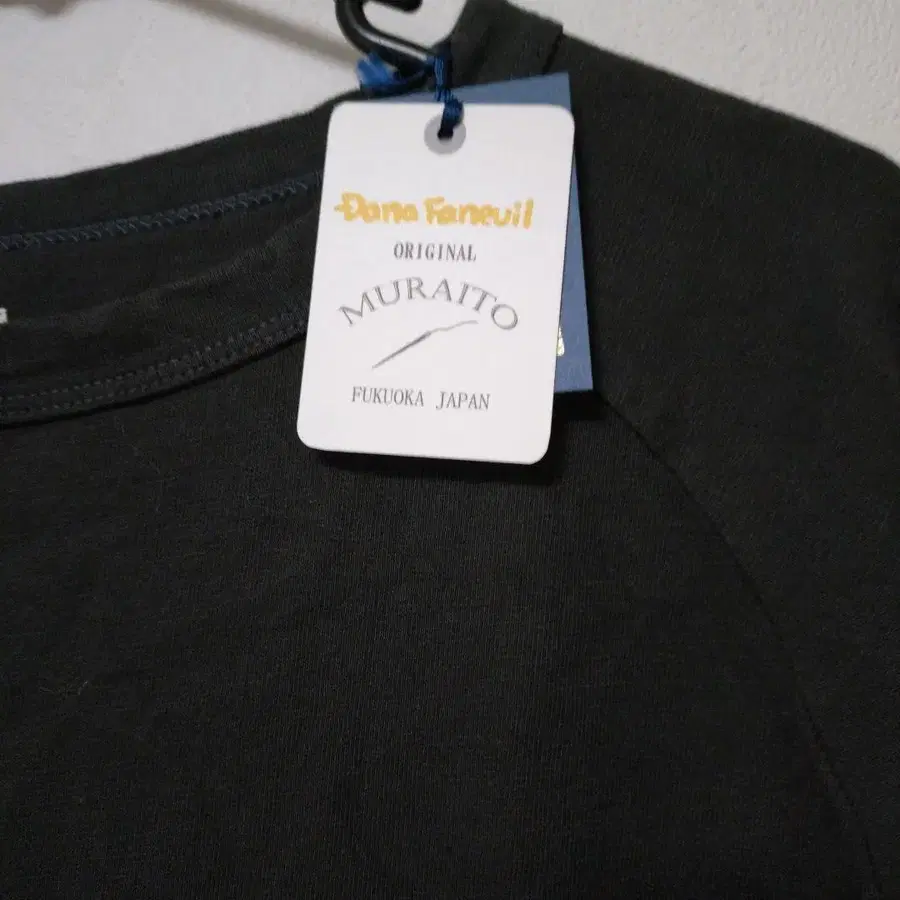 Dana Faneuil
ORIGINAL
MURAITO
FUKUOKA JAPAN